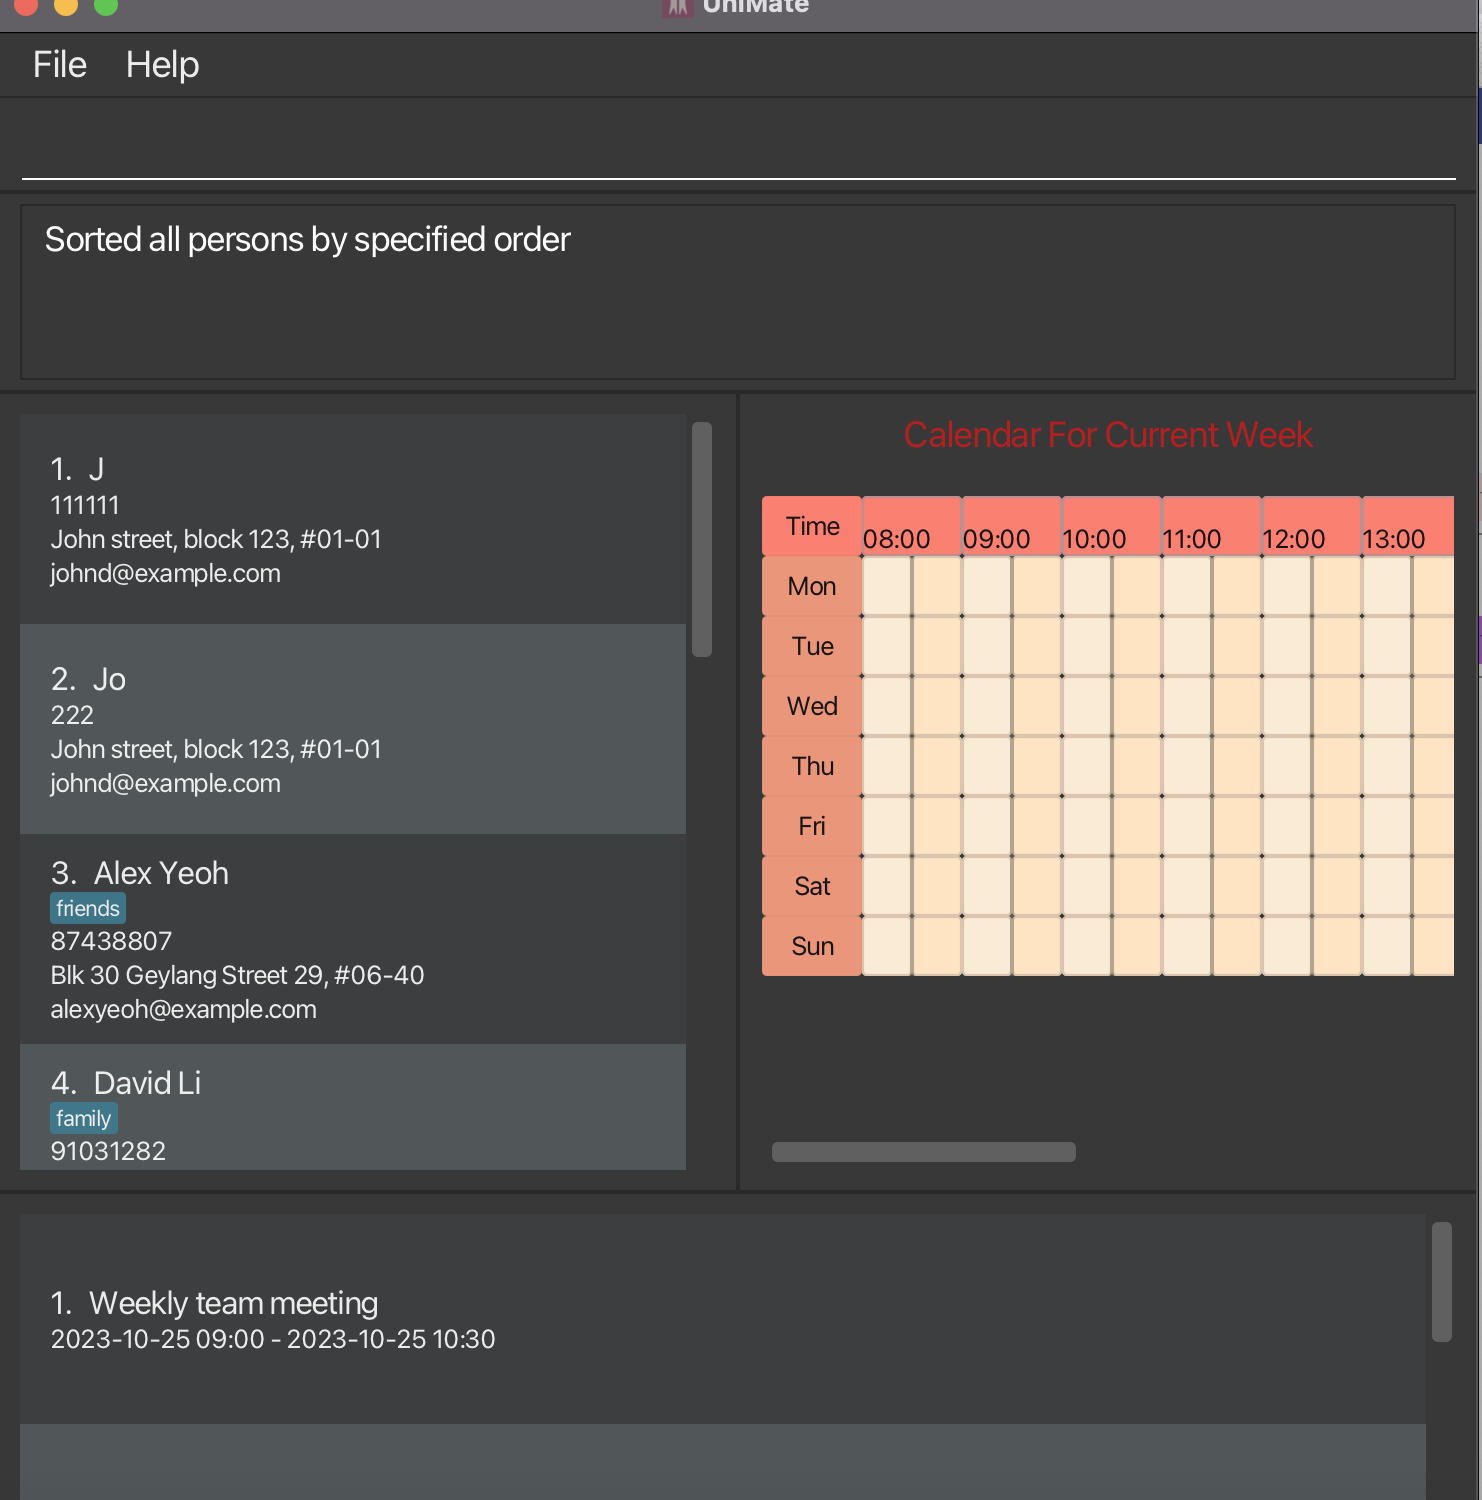 UniMate
File Help
Sorted all persons by specified order
1. J
111111
John street, block 123, #01-01
johnd@example.com
2. Jo
222
John street, block 123, #01-01
johnd@example.com
3. Alex Yeoh
friends
87438807
Blk 30 Geylang Street 29, #06-40
alexyeoh@example.com
4. David Li
family
91031282
Calendar For Current Week
Time 08:00 09:00 10:00 11:00 12:00 13:00
Mon
Tue
Wed
Thu
Fri
Sat
Sun
1. Weekly team meeting
2023-10-25 09:00 - 2023-10-25 10:30